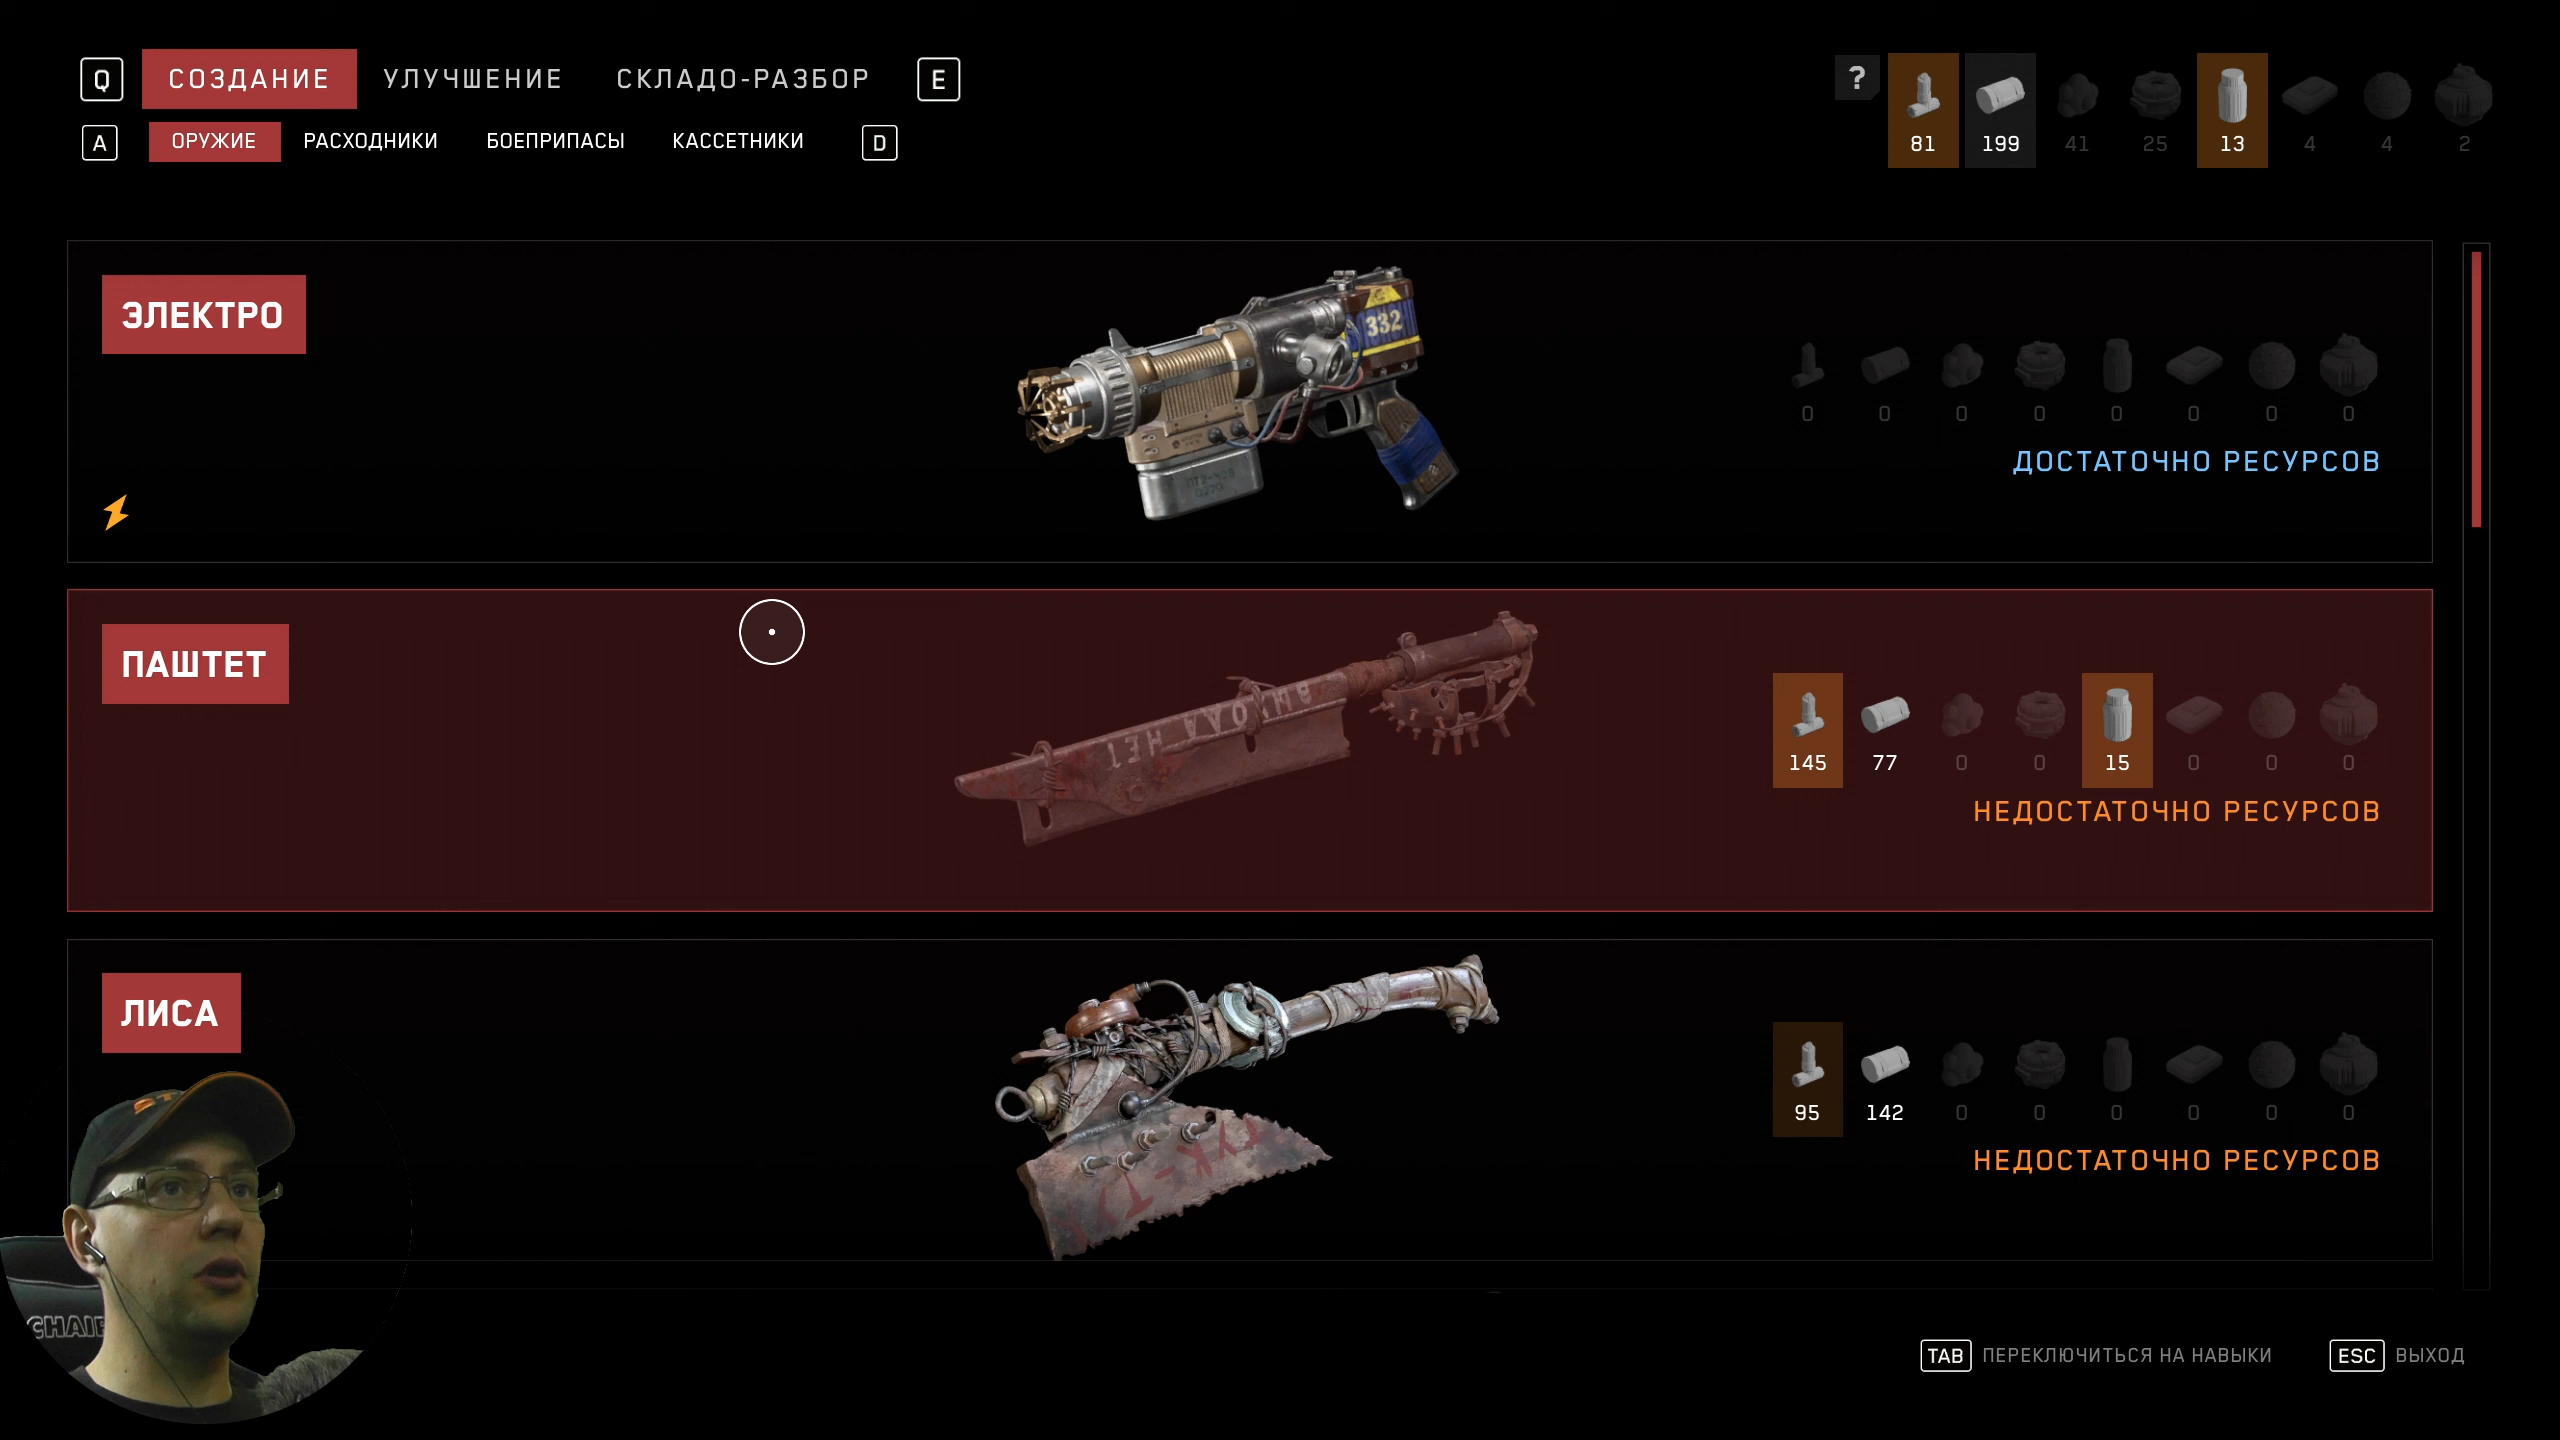 Q СОЗДАНИЕ УЛУЧШЕНИЕ СКЛАДО-РАЗБОР E
A ОРУЖИЕ РАСХОДНИКИ БОЕПРИПАСЫ КАССЕТНИКИ D
?
81 199 41 25 13 4 4 2
ЭЛЕКТРО
332
0 0 0 0 0 0 0 0
ДОСТАТОЧНО РЕСУРСОВ
ПАШТЕТ
145 77 0 0 15 0 0 0
НЕДОСТАТОЧНО РЕСУРСОВ
ЛИСА
95 142 0 0 0 0 0 0
НЕДОСТАТОЧНО РЕСУРСОВ
CHAIR
TAB ПЕРЕКЛЮЧИТЬСЯ НА НАВЫКИ ESC ВЫХОД